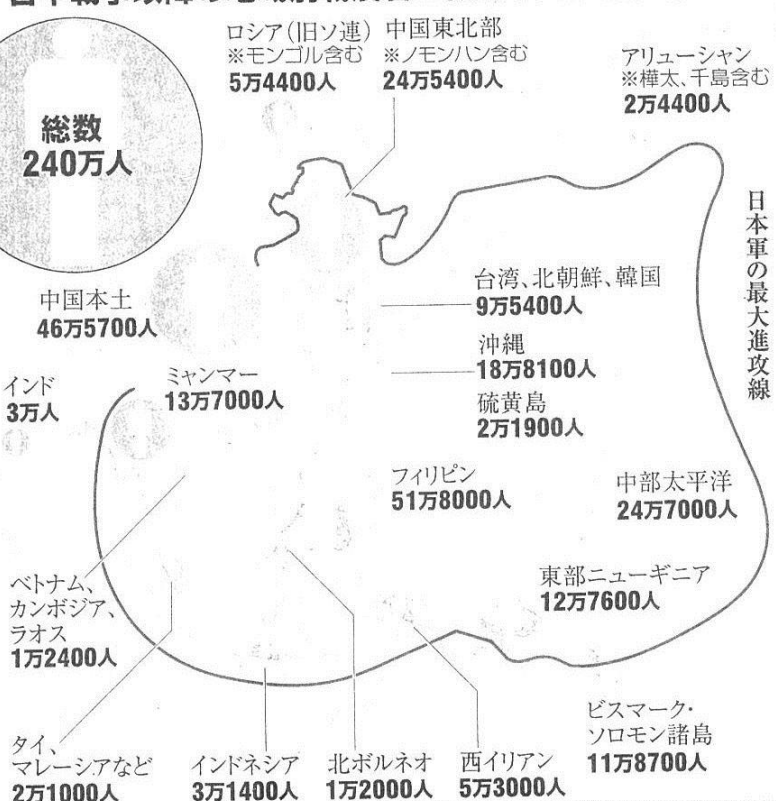 ロシア(旧ソ連)
※モンゴル含む
5万4400人
中国東北部
※ノモンハン含む
24万5400人
アリューシャン
※樺太、千島含む
2万4400人
総数
240万人
日本軍の最大進攻線
中国本土
46万5700人
台湾、北朝鮮、韓国
9万5400人
沖縄
18万8100人
硫黄島
2万1900人
インド
3万人
ミャンマー
13万7000人
フィリピン
51万8000人
中部太平洋
24万7000人
東部ニューギニア
12万7600人
ベトナム、
カンボジア、
ラオス
1万2400人
タイ、
マレーシアなど
2万1000人
インドネシア
3万1400人
北ボルネオ
1万2000人
西イリアン
5万3000人
ビスマーク・
ソロモン諸島
11万8700人